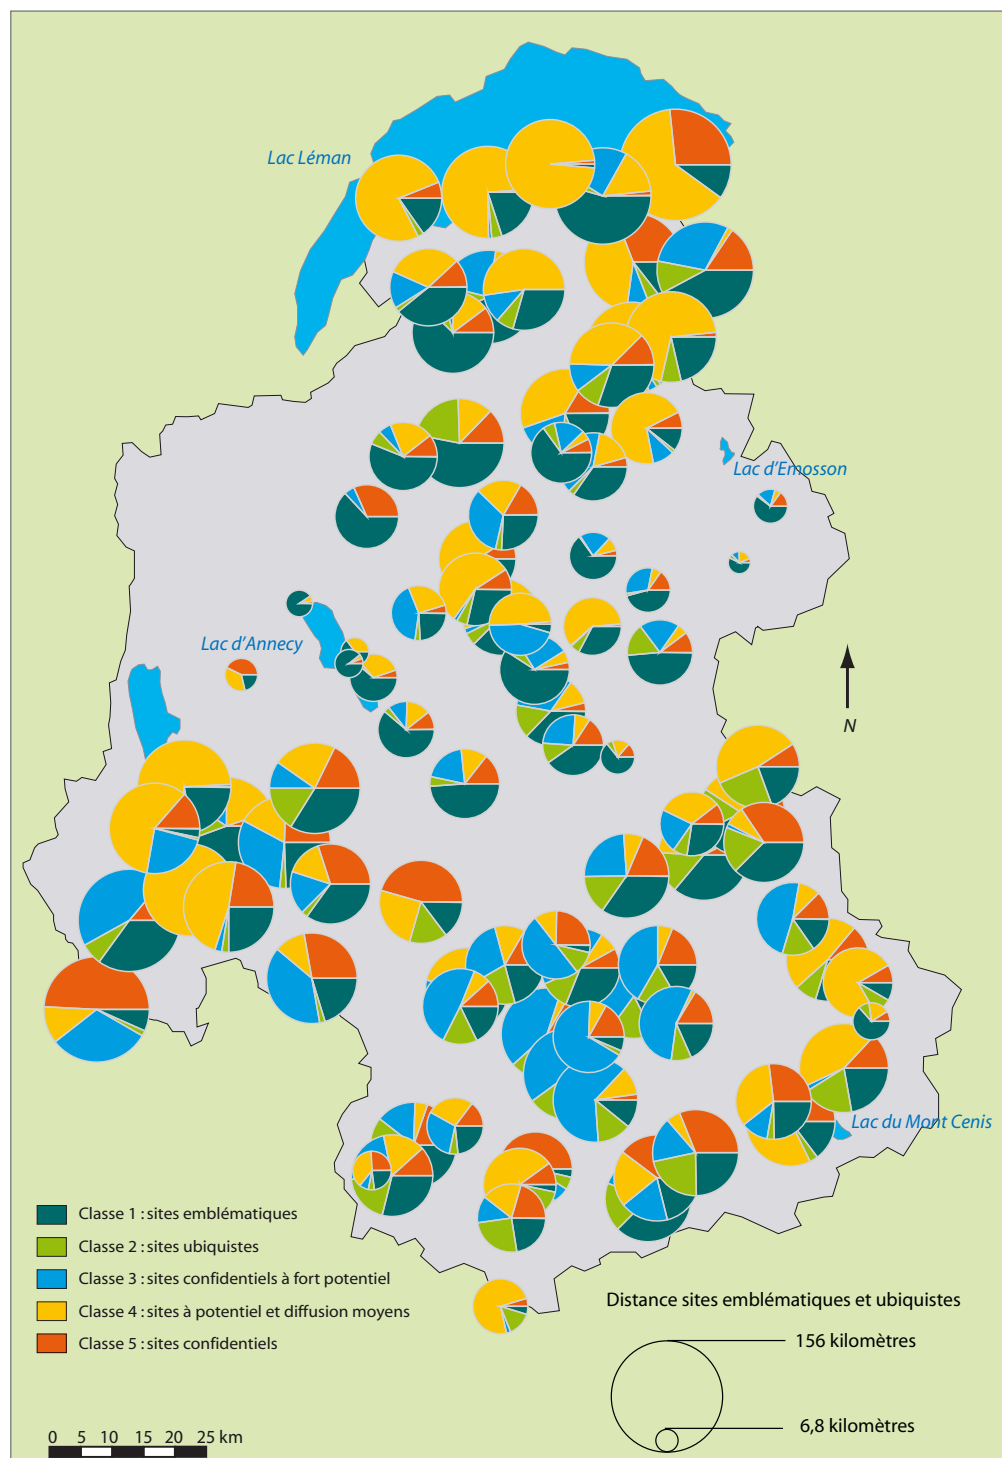 Lac Léman
Lac d'Emosson
Lac d'Annecy
N
Lac du Mont Cenis
Classe 1 : sites emblématiques
Classe 2 : sites ubiquistes
Classe 3 : sites confidentiels à fort potentiel
Classe 4 : sites à potentiel et diffusion moyens
Classe 5 : sites confidentiels
Distance sites emblématiques et ubiquistes
156 kilomètres
6,8 kilomètres
0 5 10 15 20 25 km